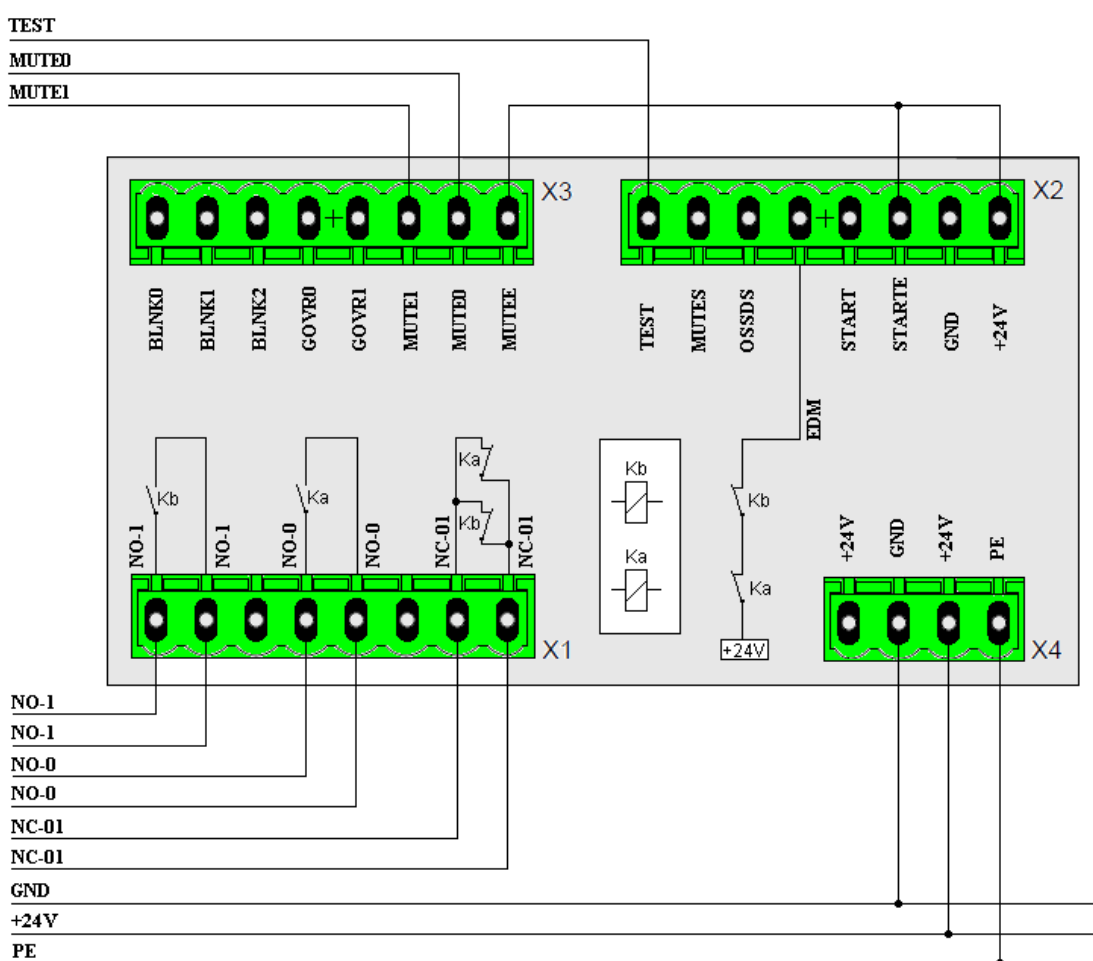 TEST
MUTE0
MUTE1
X3
X2
BLNK0
BLNK1
BLNK2
GOVR0
GOVR1
MUTE1
MUTE0
MUTEE
TEST
MUTES
OSSDS
START
STARTE
GND
+24V
EDM
Kb
Ka
Ka
Kb
Kb
Ka
Kb
Ka
NO-1
NO-1
NO-0
NO-0
NC-01
NC-01
+24V
GND
+24V
PE
+24V
X1
X4
NO-1
NO-1
NO-0
NO-0
NC-01
NC-01
GND
+24V
PE